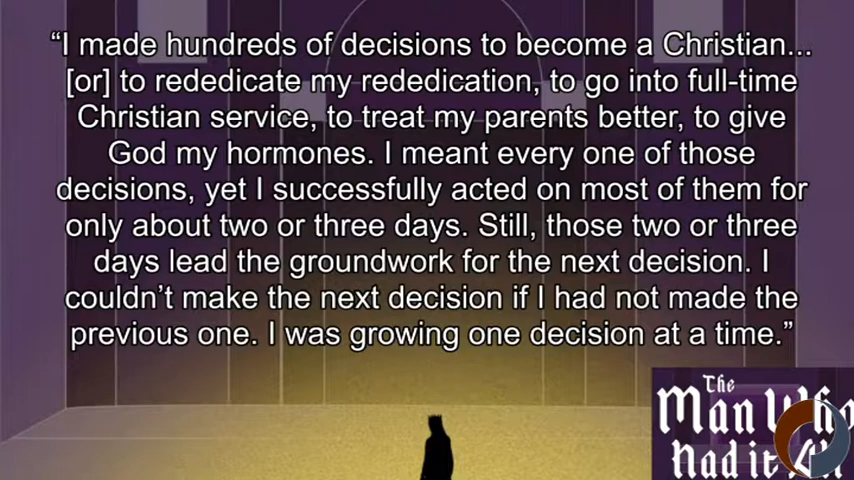 “I made hundreds of decisions to become a Christian...
[or] to rededicate my rededication, to go into full-time
Christian service, to treat my parents better, to give
God my hormones. I meant every one of those
decisions, yet I successfully acted on most of them for
only about two or three days. Still, those two or three
days lead the groundwork for the next decision. I
couldn’t make the next decision if I had not made the
previous one. I was growing one decision at a time.”
The
Man Who
Had it All